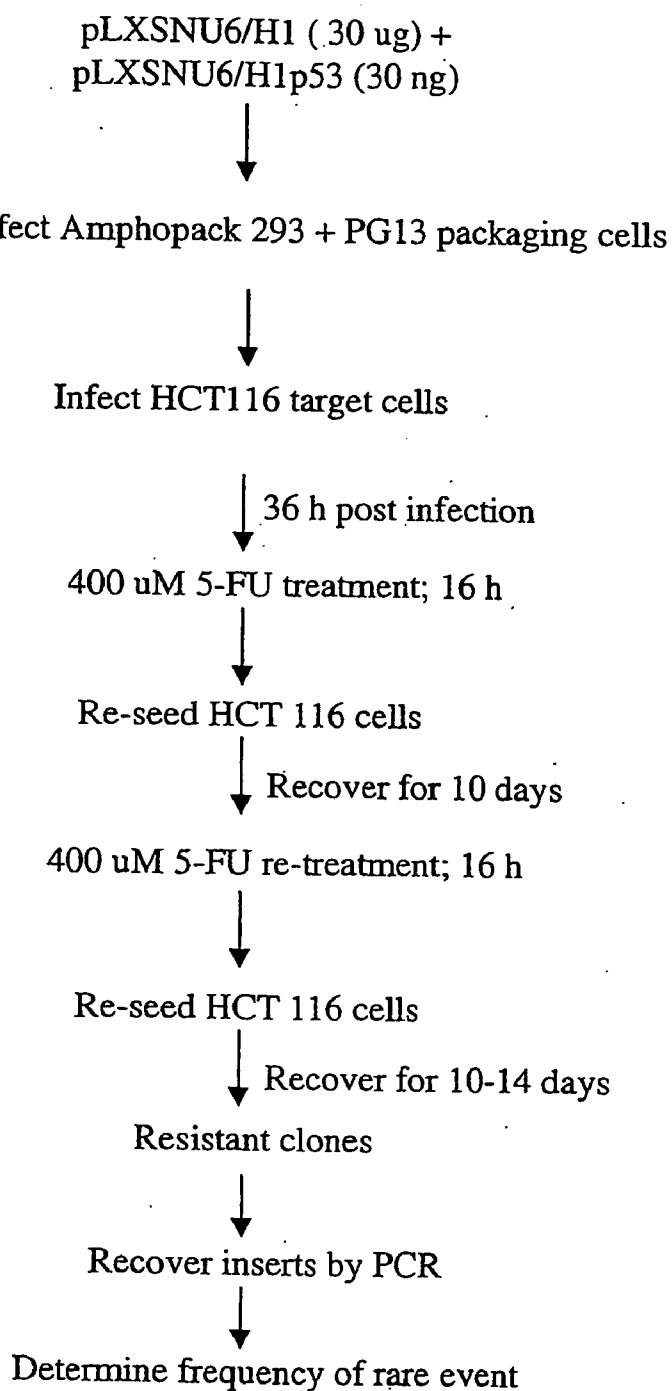 pLXSNU6/H1 (30 ug) +
pLXSNU6/H1p53 (30 ng)
fect Amphopack 293 + PG13 packaging cells
Infect HCT116 target cells
36 h post infection
400 uM 5-FU treatment; 16 h
Re-seed HCT 116 cells
Recover for 10 days
400 uM 5-FU re-treatment; 16 h
Re-seed HCT 116 cells
Recover for 10-14 days
Resistant clones
Recover inserts by PCR
Determine frequency of rare event